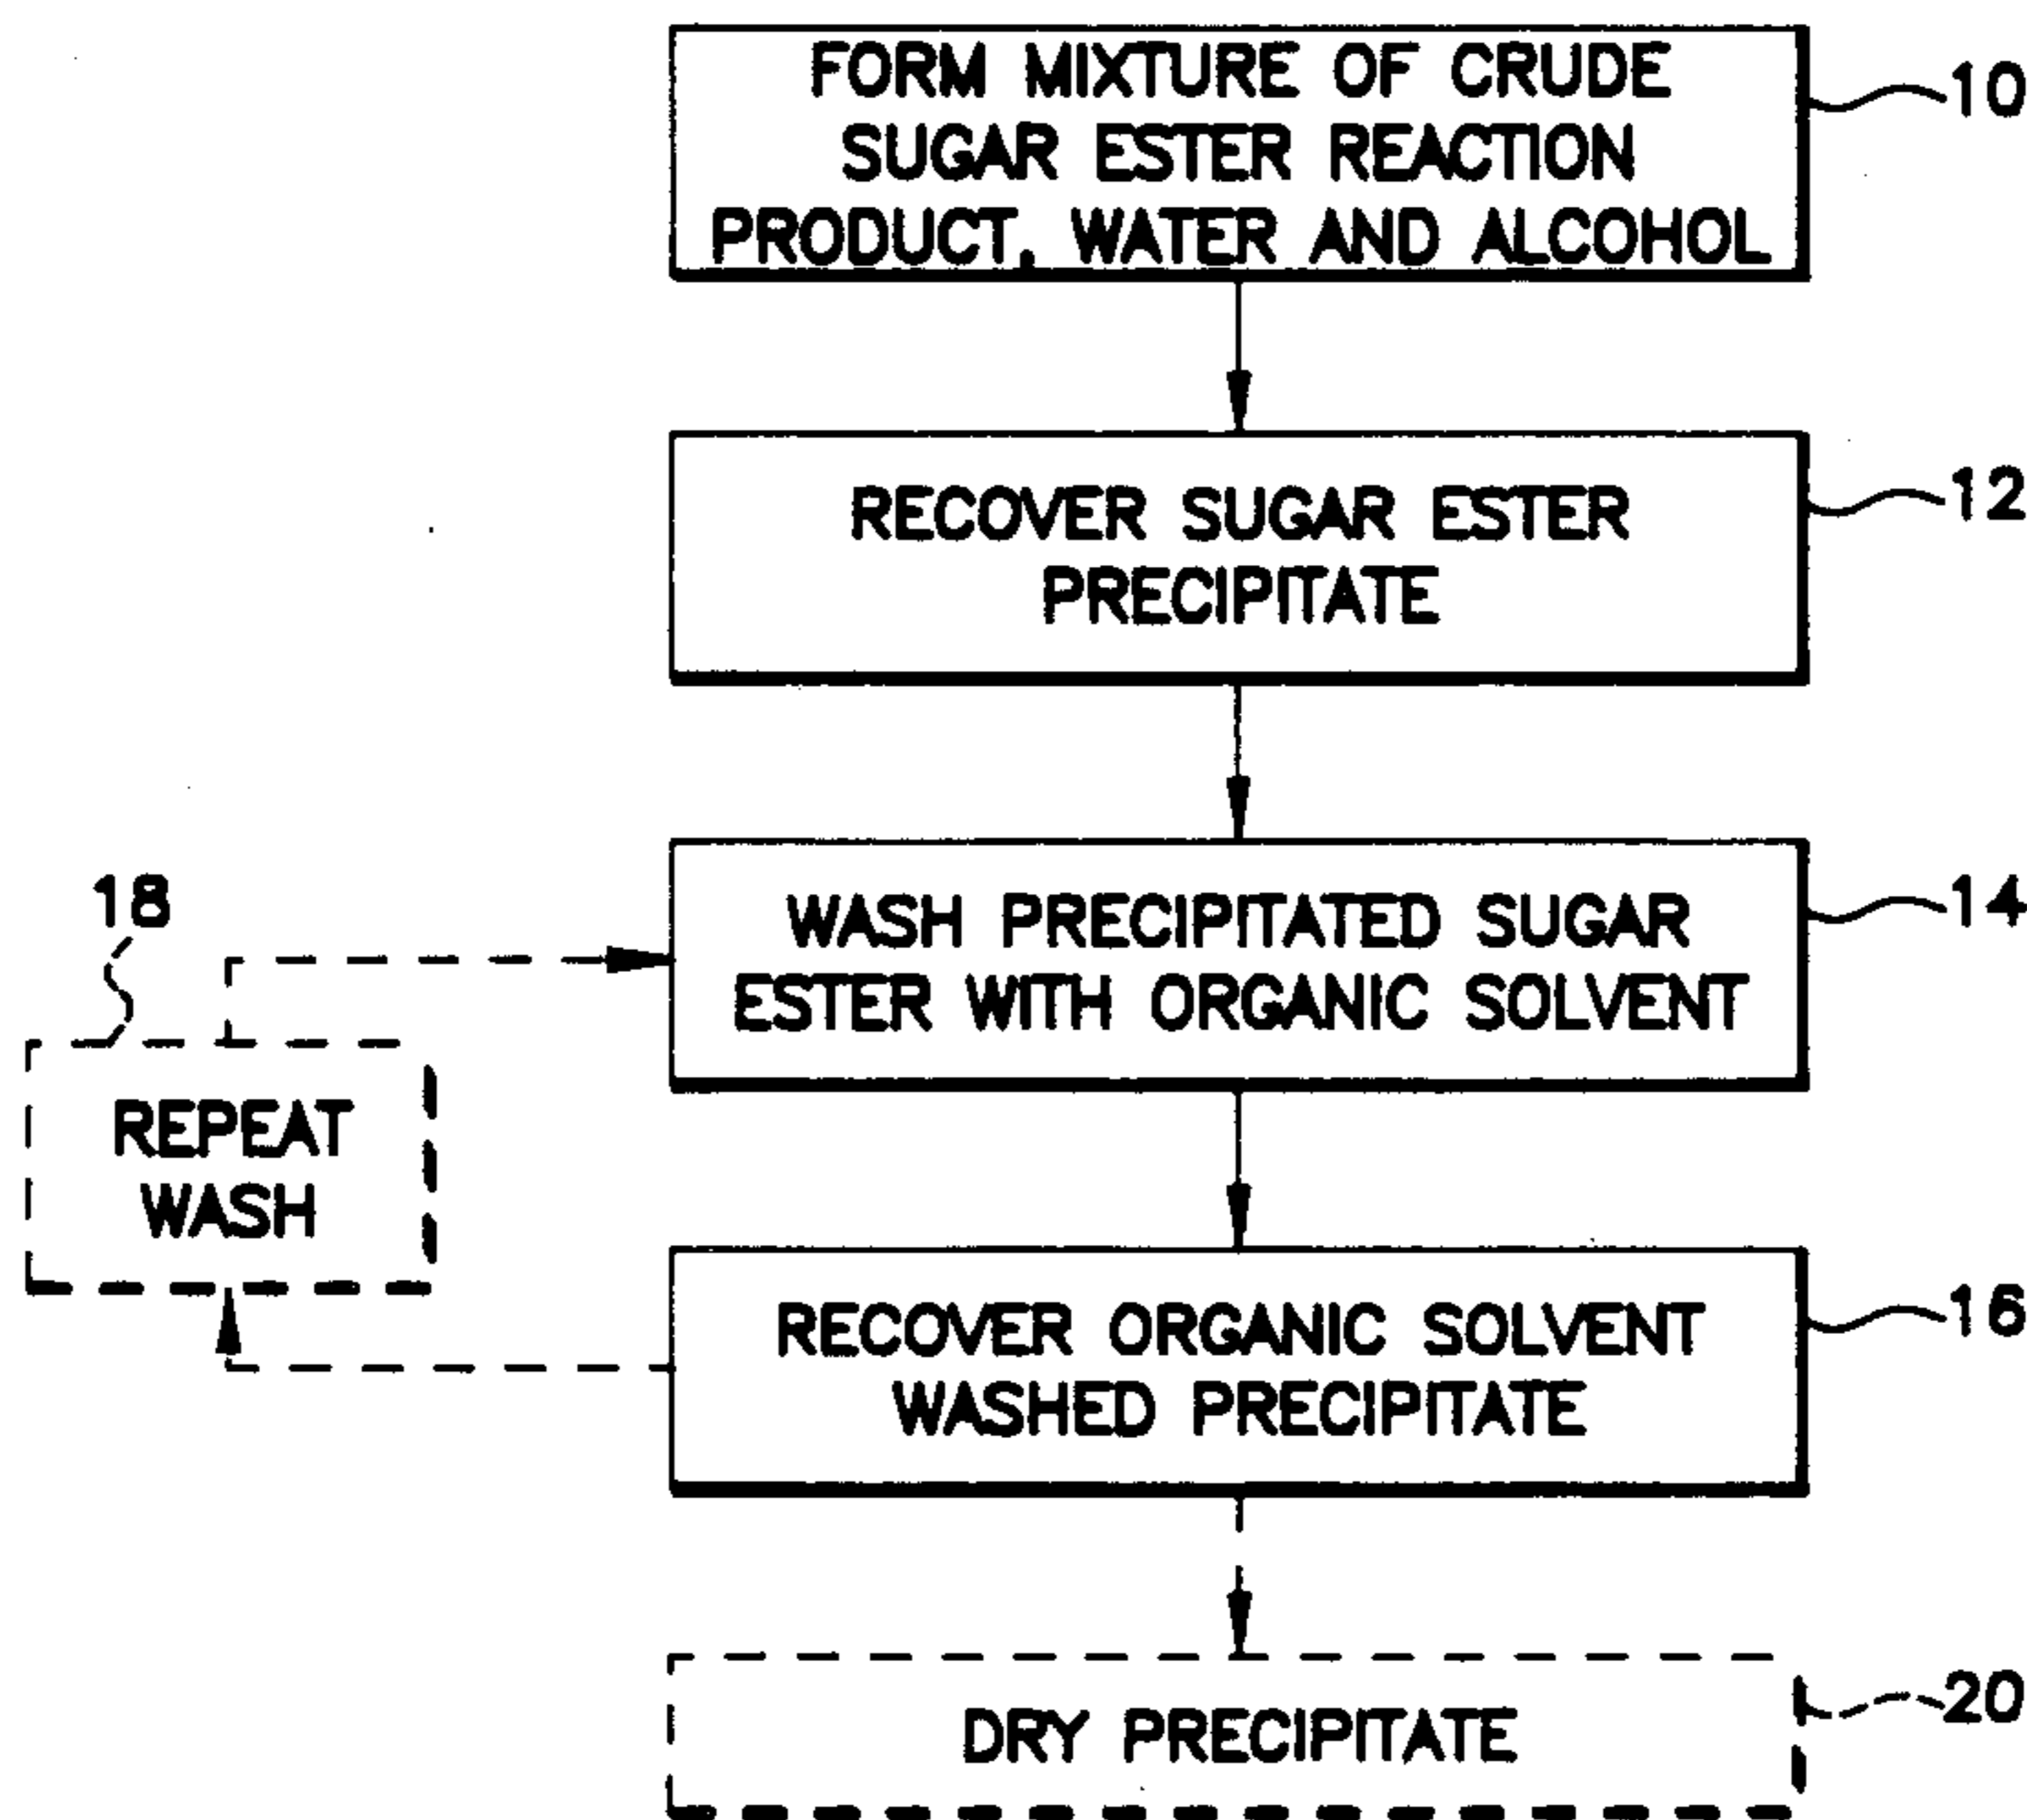 FORM MIXTURE OF CRUDE
SUGAR ESTER REACTION
PRODUCT, WATER AND ALCOHOL
10
RECOVER SUGAR ESTER
PRECIPITATE
12
WASH PRECIPITATED SUGAR
ESTER WITH ORGANIC SOLVENT
14
18
REPEAT
WASH
RECOVER ORGANIC SOLVENT
WASHED PRECIPITATE
16
DRY PRECIPITATE
20